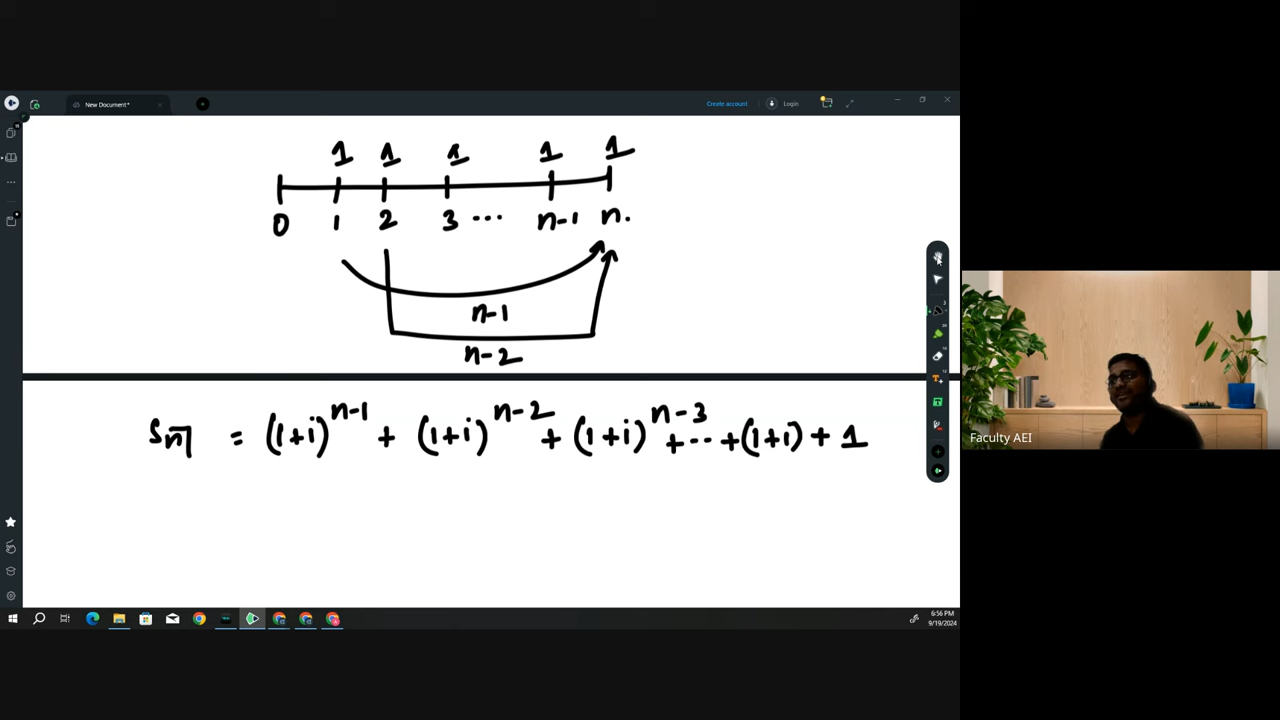 New Document*
Create account
Login
1 1 1 1 1
0 1 2 3 ... n-1 n.
n-1
n-2
S n̅| = (1+i)^n-1 + (1+i)^n-2 + (1+i)^n-3 + ... + (1+i) + 1
Faculty AEI
6:56 PM
9/19/2024